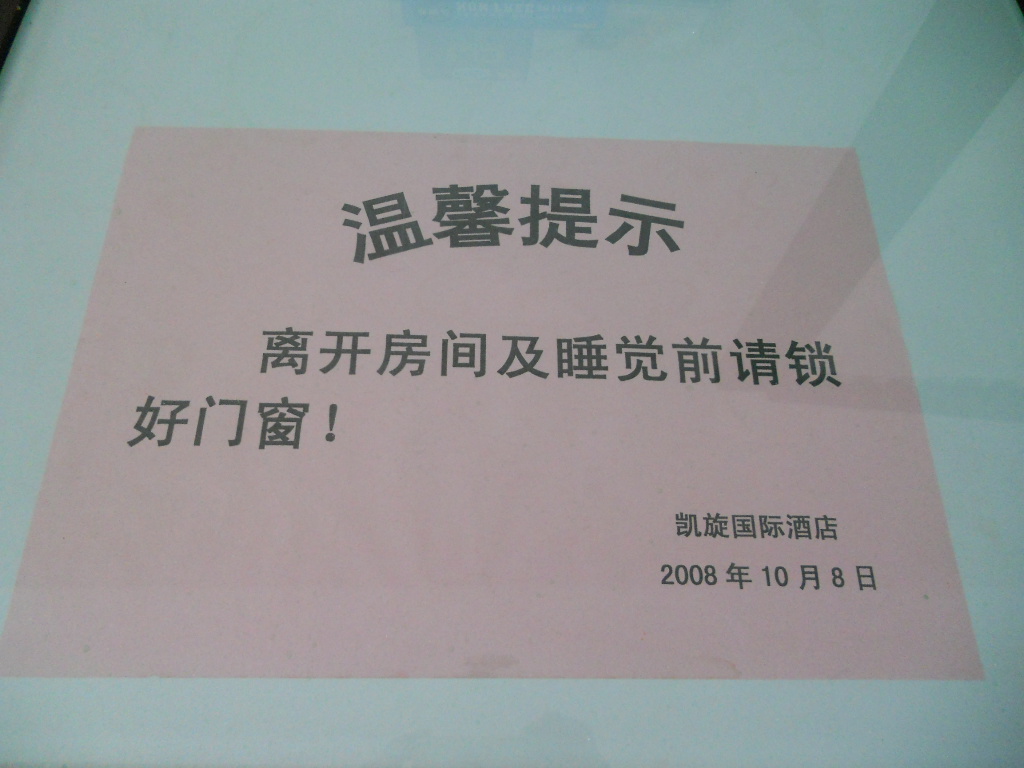 温馨提示
离开房间及睡觉前请锁
好门窗！
凯旋国际酒店
2008 年 10 月 8 日